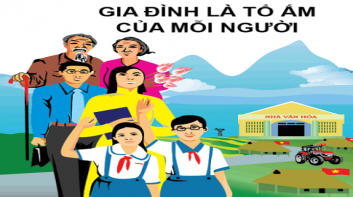 GIA ĐÌNH LÀ TỔ ẤM
CỦA MỖI NGƯỜI
NHÀ VĂN HÓA